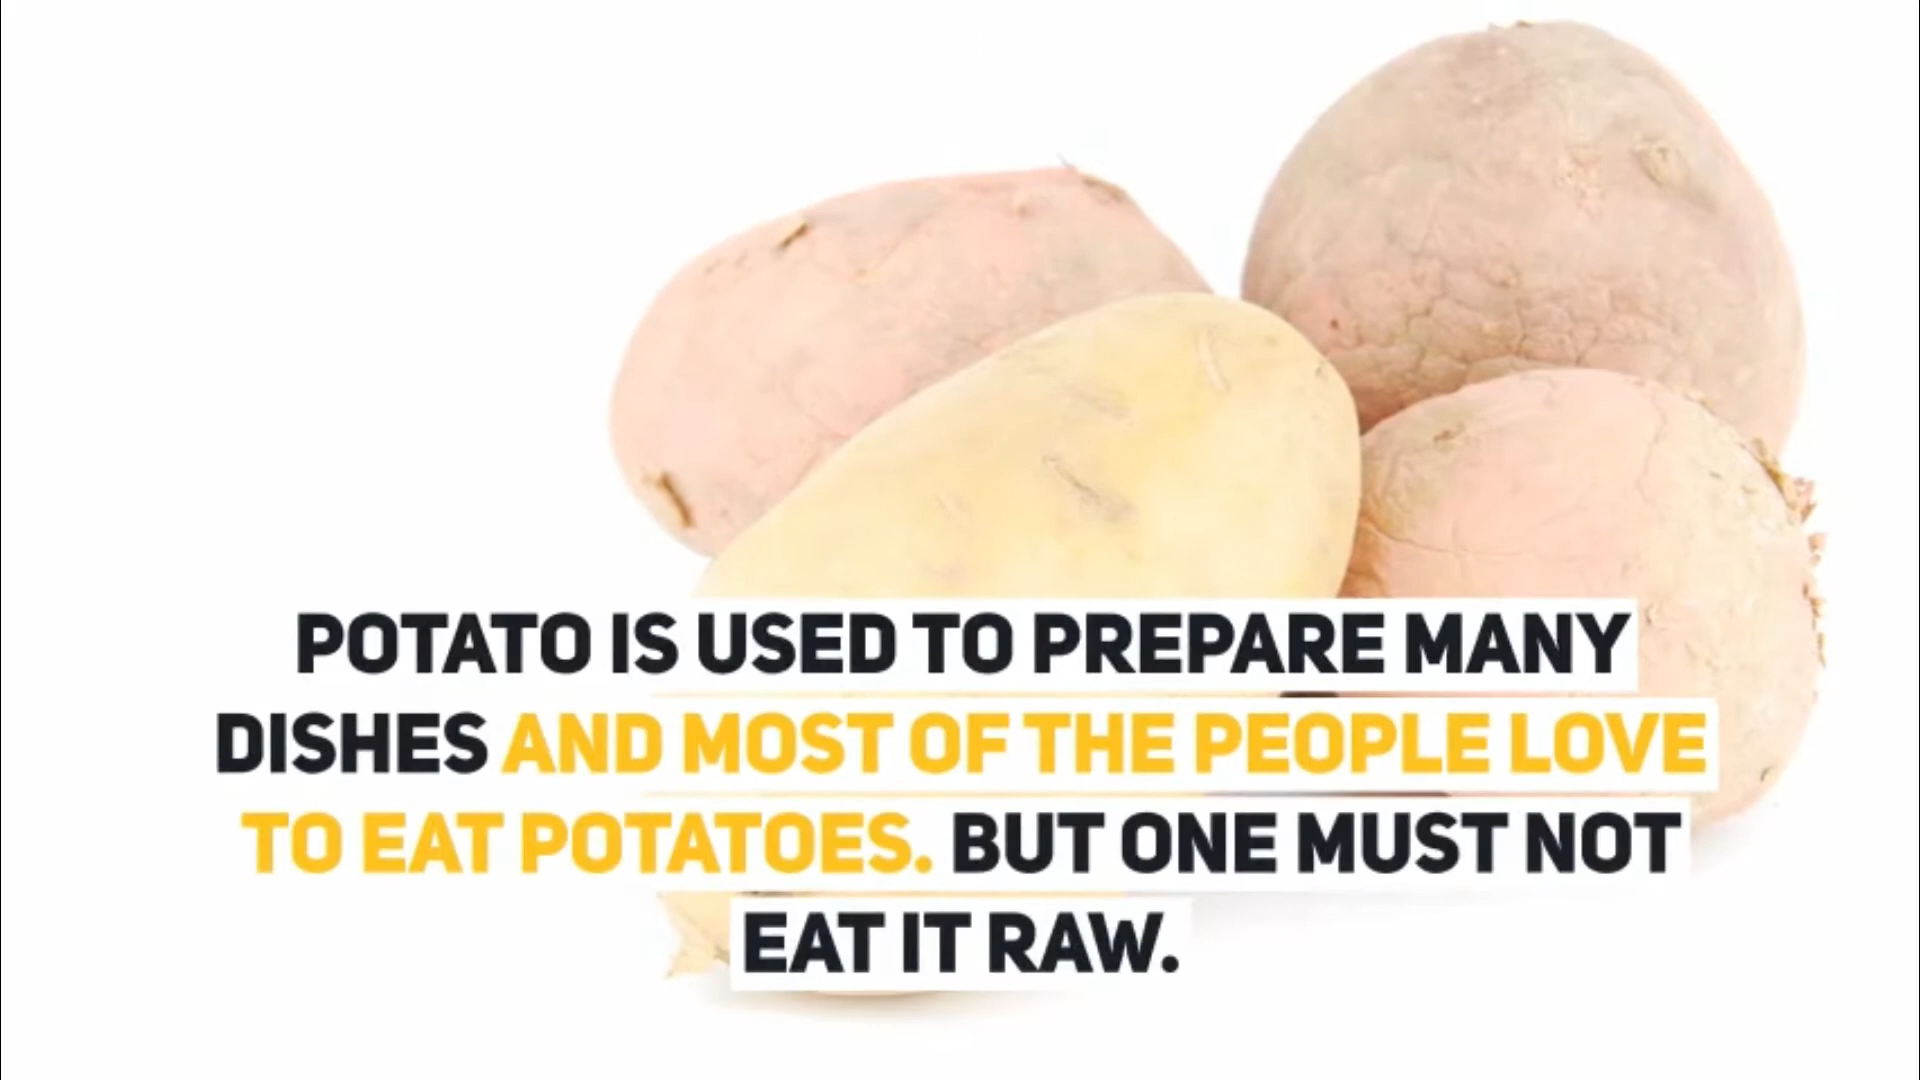 POTATO IS USED TO PREPARE MANY
DISHES AND MOST OF THE PEOPLE LOVE
TO EAT POTATOES. BUT ONE MUST NOT
EAT IT RAW.